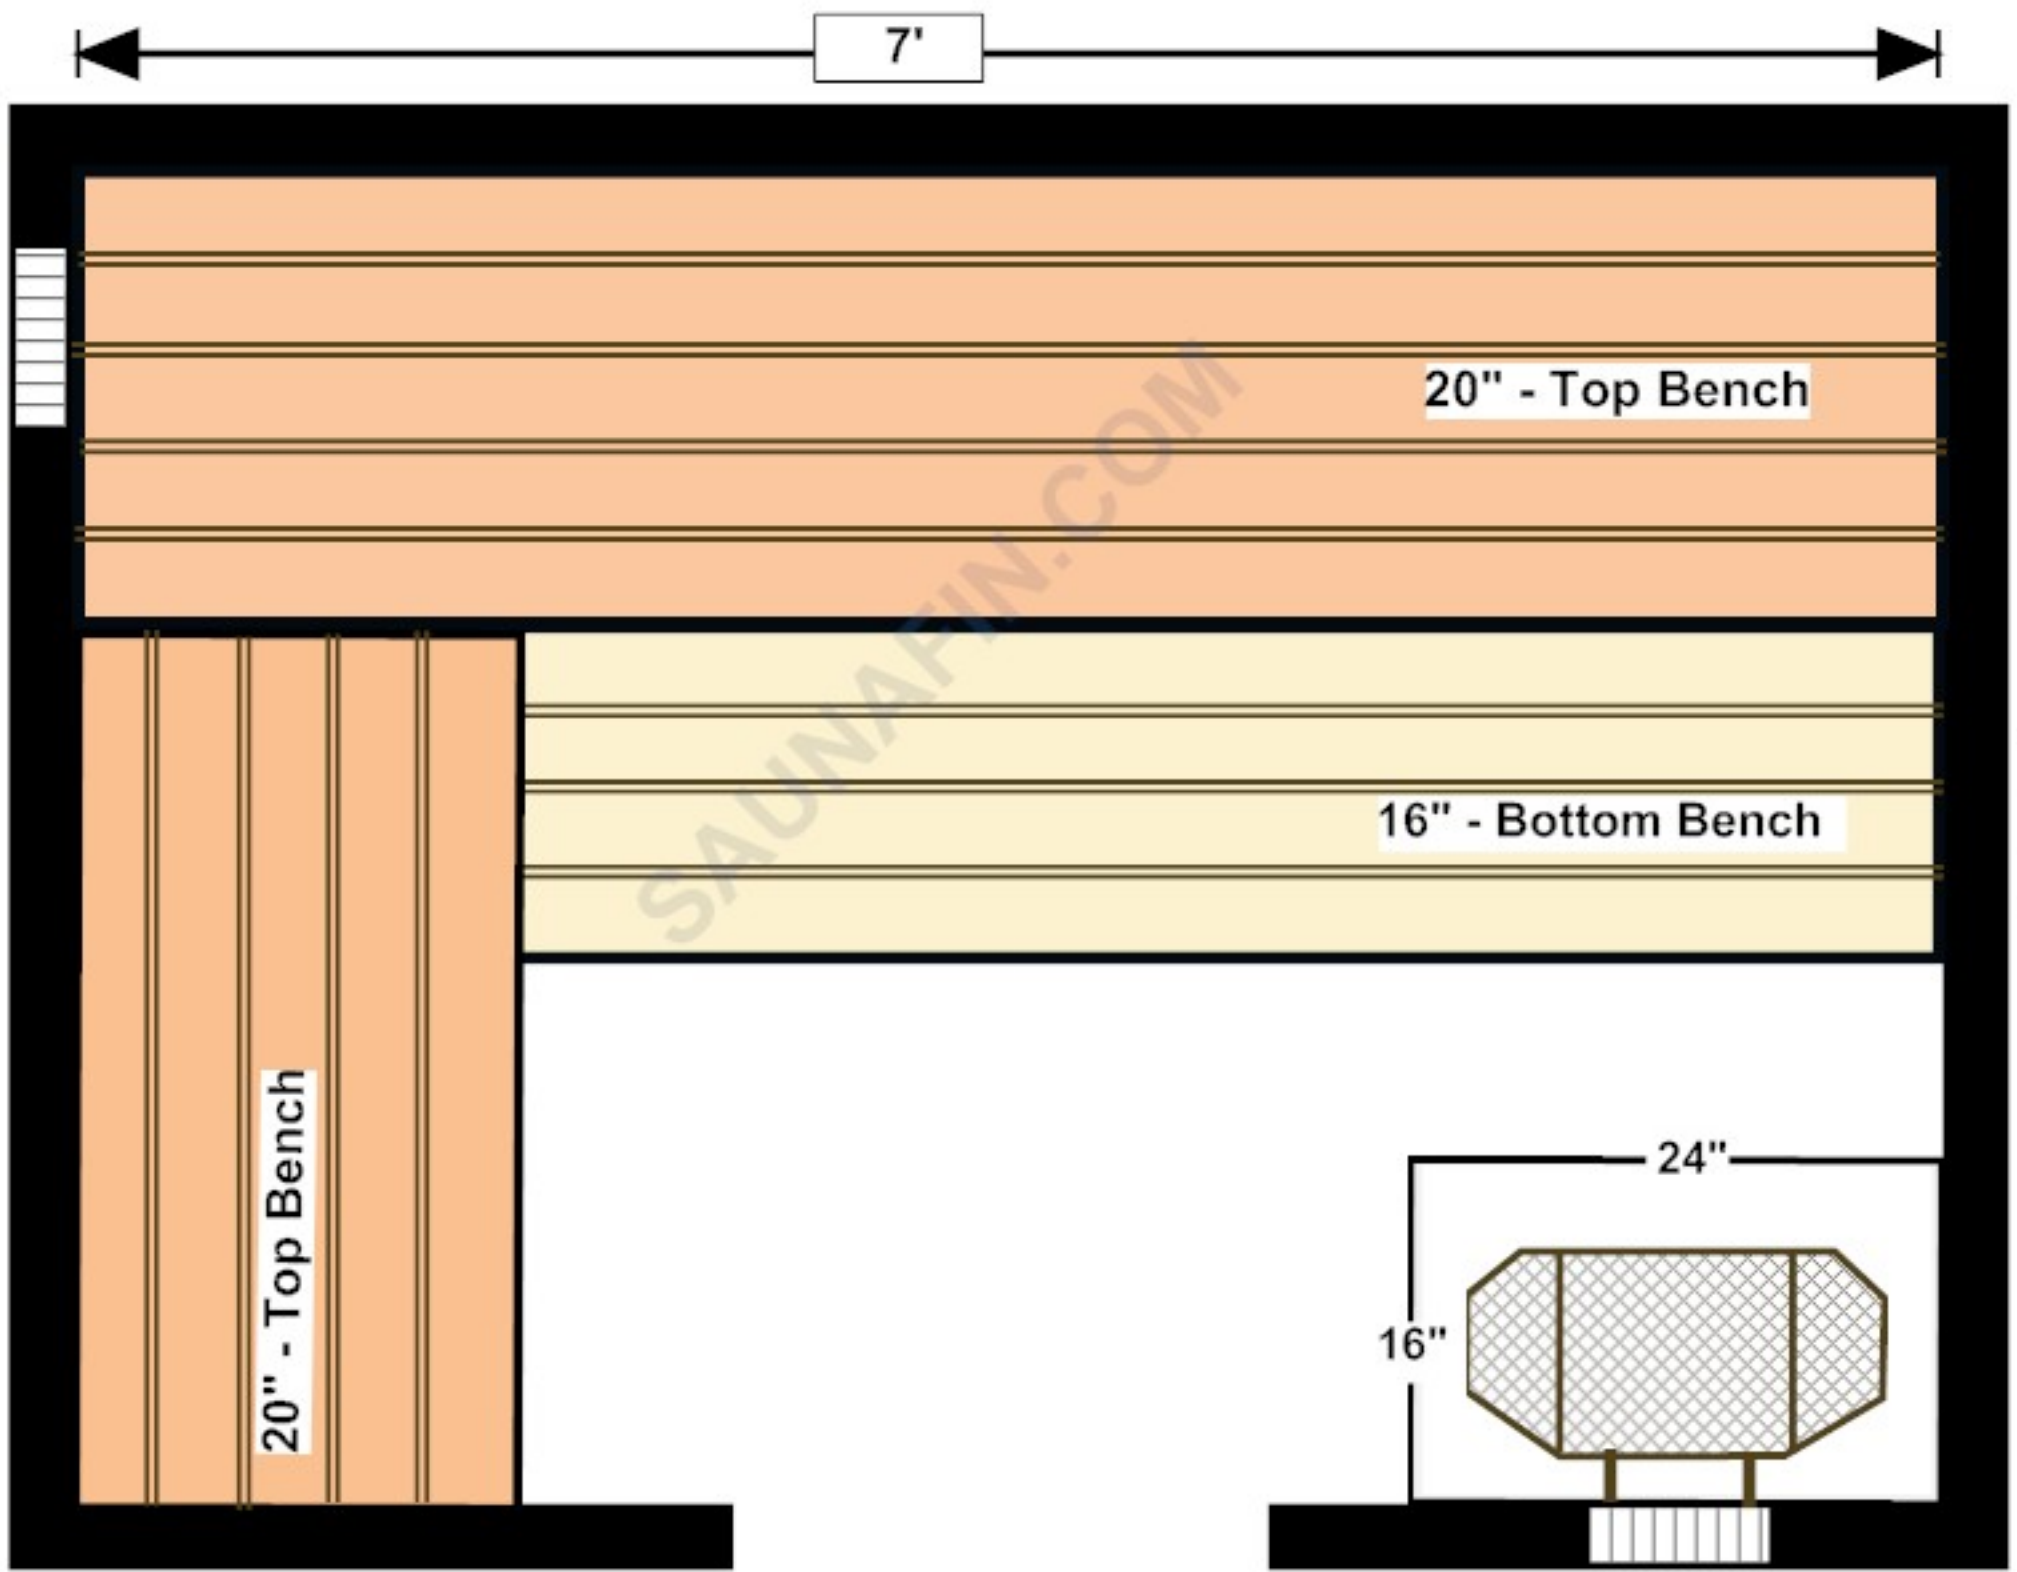 7'
20" - Top Bench
SAUNAFIN.COM
16" - Bottom Bench
20" - Top Bench
24"
16"